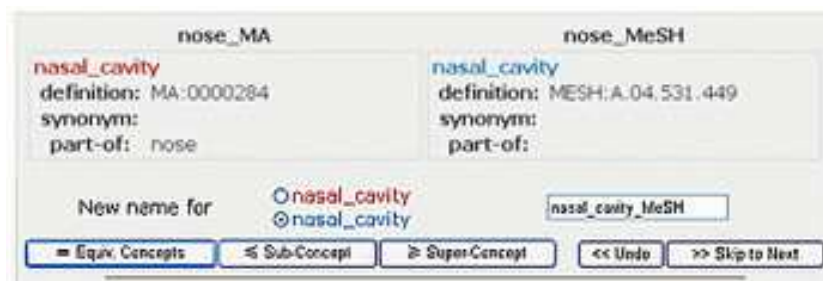 nose_MA nose_MeSH
nasal_cavity nasal_cavity
definition: MA:0000284 definition: MESH:A.04.531.449
synonym: synonym:
part-of: nose part-of:
nasal_cavity
New name for nasal_cavity_MeSH
nasal_cavity
= Equiv. Concepts ≤ Sub-Concept ≥ Super-Concept << Undo >> Skip to Next